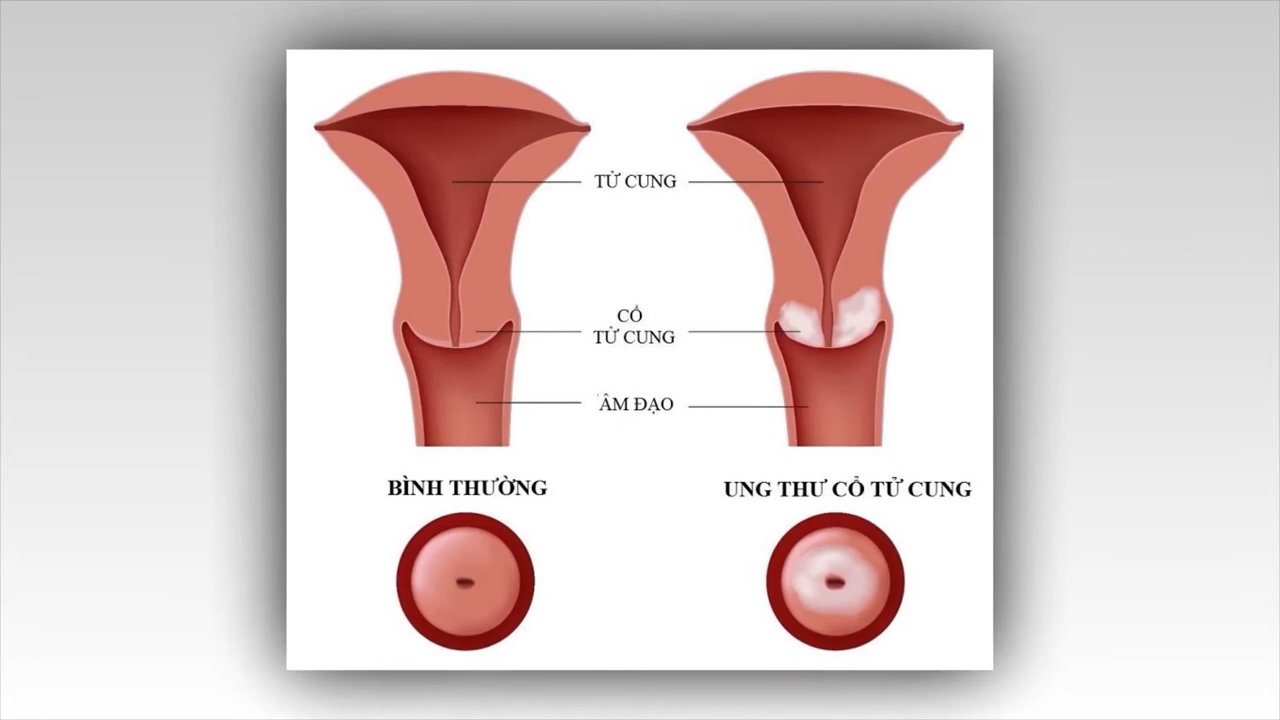 TỬ CUNG
CỔ
TỬ CUNG
ÂM ĐẠO
BÌNH THƯỜNG
UNG THƯ CỔ TỬ CUNG